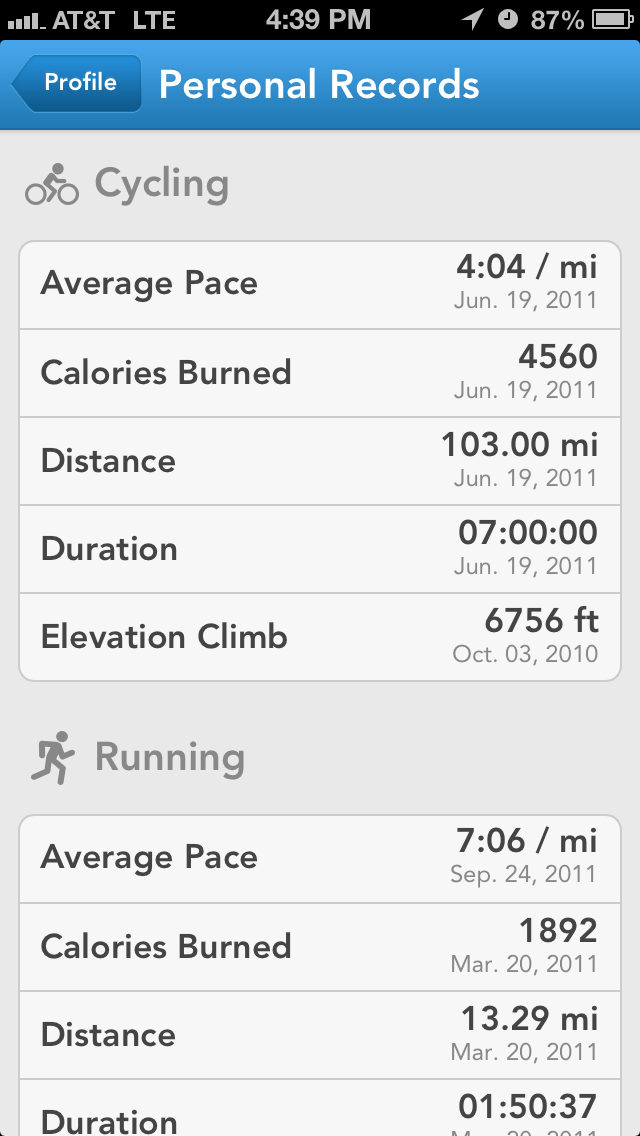 AT&T LTE 4:39 PM 87%
Profile Personal Records
Cycling
Average Pace 4:04 / mi
Jun. 19, 2011
Calories Burned 4560
Jun. 19, 2011
Distance 103.00 mi
Jun. 19, 2011
Duration 07:00:00
Jun. 19, 2011
Elevation Climb 6756 ft
Oct. 03, 2010
Running
Average Pace 7:06 / mi
Sep. 24, 2011
Calories Burned 1892
Mar. 20, 2011
Distance 13.29 mi
Mar. 20, 2011
Duration 01:50:37